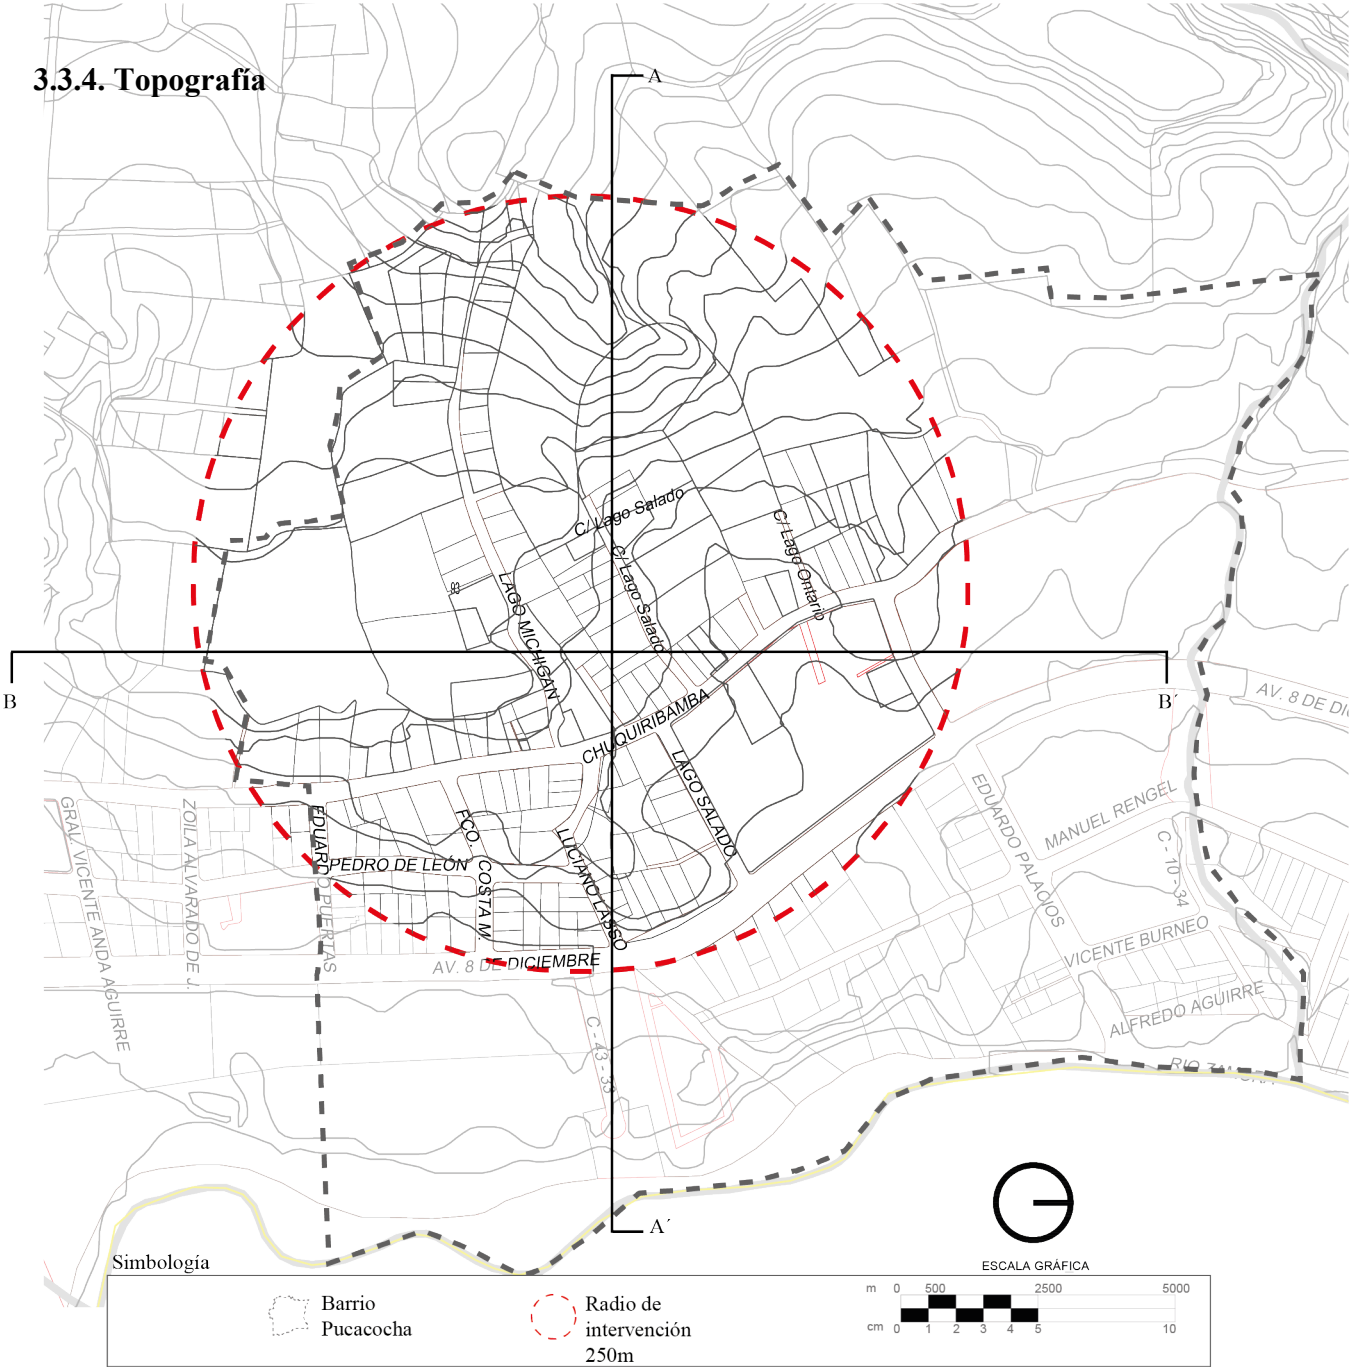 3.3.4. Topografía
A
C/ Lago Salado
C/ Lago Salado
C/ Lago Ontario
LAGO MICHIGAN
B
B´
CHUQUIRIBAMBA
AV. 8 DE DI
LAGO SALADO
GRAL. VICENTE ANDA AGUIRRE
ZOILA ALVARADO DE J.
EDUARDO PUERTAS
FCO. COSTA M.
LUCIANO LASSO
PEDRO DE LEÓN
EDUARDO PALACIOS
MANUEL RENGEL
C - 10 -34
VICENTE BURNEO
AV. 8 DE DICIEMBRE
ALFREDO AGUIRRE
C - 43 - 33
RIO ZAMORA
A´
Simbología
ESCALA GRÁFICA
Barrio
Pucacocha
Radio de
intervención
250m
m 0 500 2500 5000
cm 0 1 2 3 4 5 10